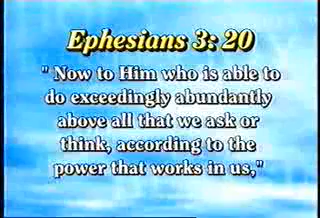 Ephesians 3: 20
" Now to Him who is able to
do exceedingly abundantly
above all that we ask or
think, according to the
power that works in us,"